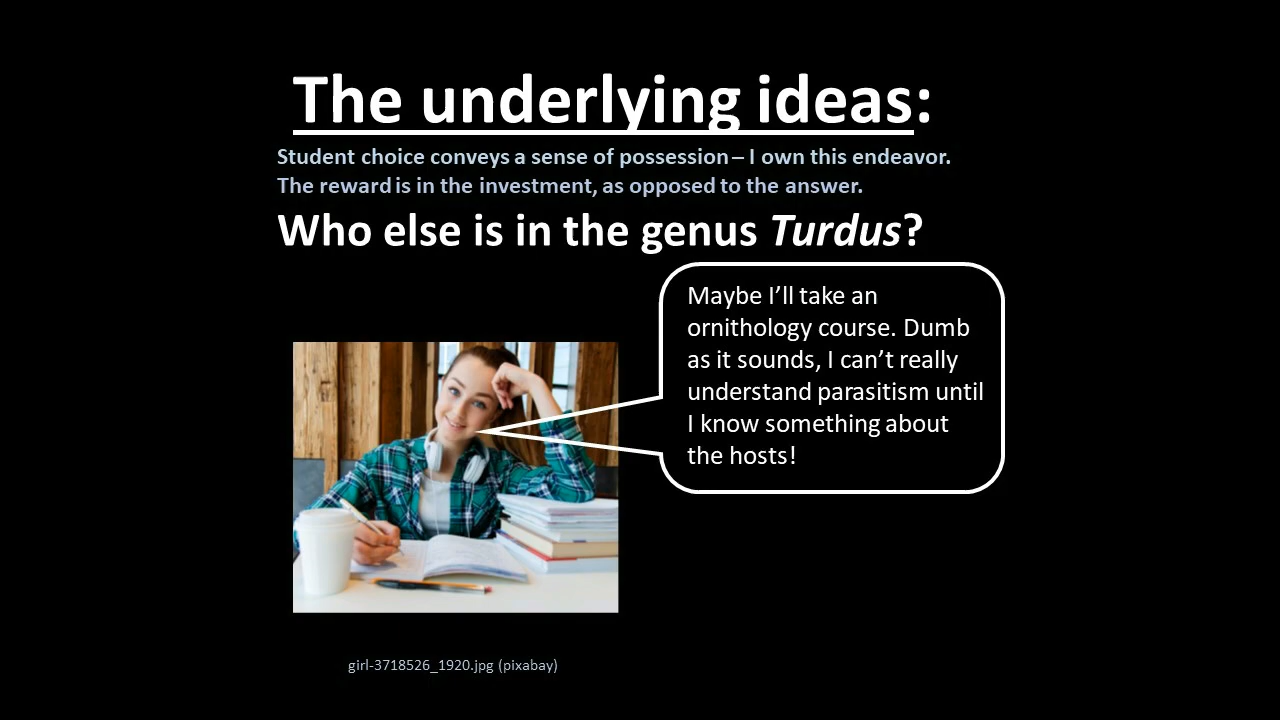 The underlying ideas:
Student choice conveys a sense of possession – I own this endeavor.
The reward is in the investment, as opposed to the answer.
Who else is in the genus Turdus?
Maybe I’ll take an
ornithology course. Dumb
as it sounds, I can’t really
understand parasitism until
I know something about
the hosts!
girl-3718526_1920.jpg (pixabay)